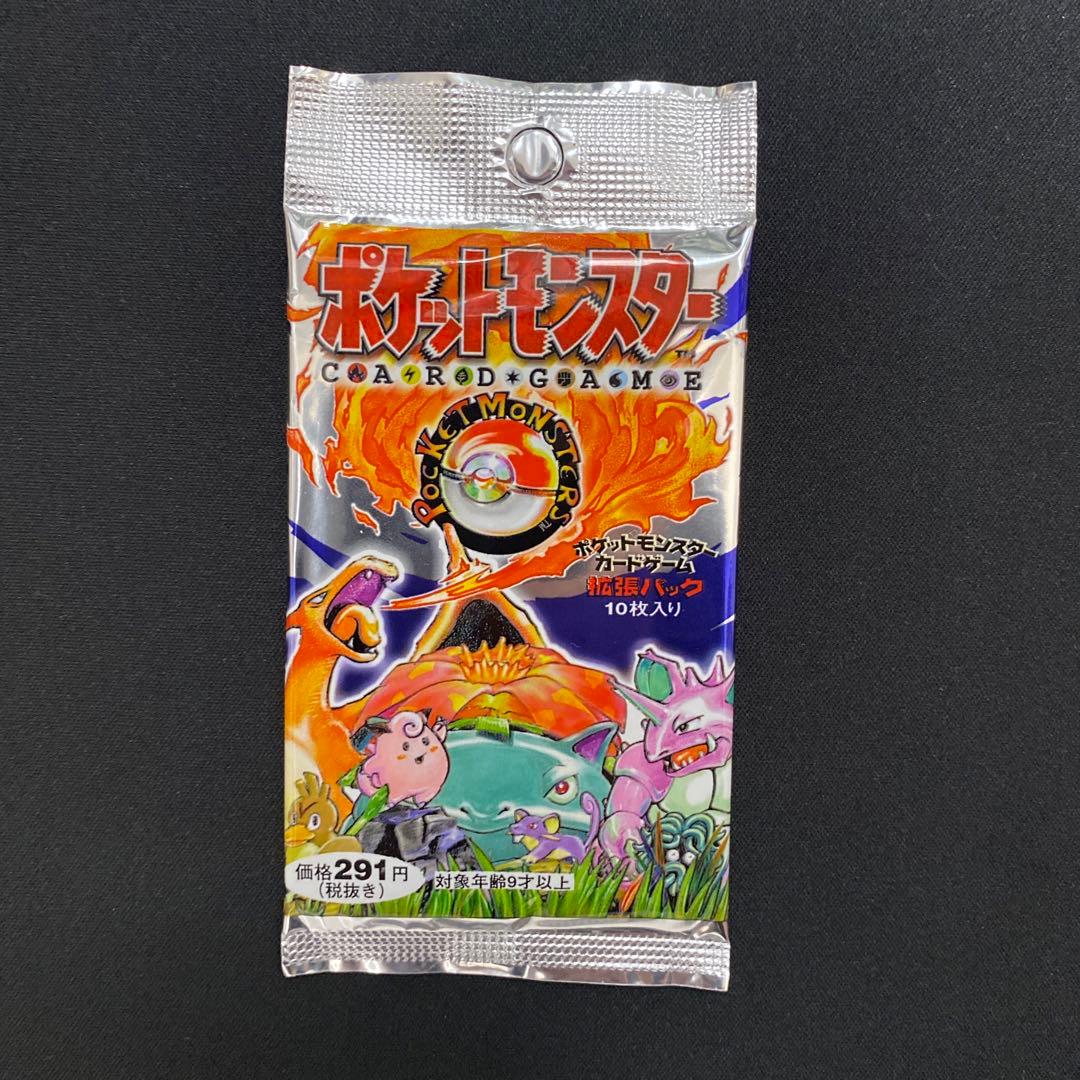 ポケットモンスター
TM
CARD GAME
POCKET MONSTERS
TM
ポケットモンスター
カードゲーム
拡張パック
10枚入り
価格291円
(税抜き)
対象年齢9才以上